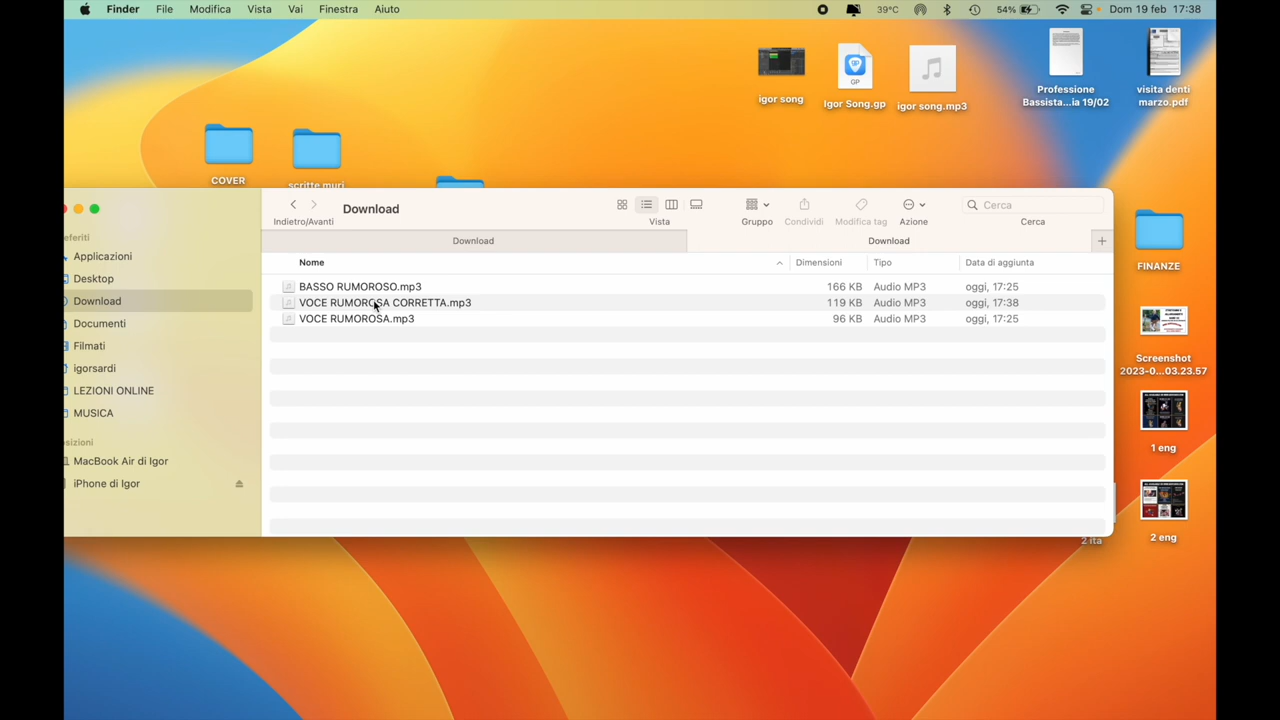 Finder File Modifica Vista Vai Finestra Aiuto 39°C 54% Dom 19 feb 17:38
igor song
Igor Song.gp
GP
igor song.mp3
Professione
Bassista...ia 19/02
visita denti
marzo.pdf
COVER
scritte muri
Download
Indietro/Avanti
Vista
Gruppo
Condividi
Modifica tag
Azione
Cerca
Cerca
Download
Download
eferiti
Applicazioni
Desktop
Download
Documenti
Filmati
igorsardi
LEZIONI ONLINE
MUSICA
osizioni
MacBook Air di Igor
iPhone di Igor
Nome Dimensioni Tipo Data di aggiunta
BASSO RUMOROSO.mp3 166 KB Audio MP3 oggi, 17:25
VOCE RUMOROSA CORRETTA.mp3 119 KB Audio MP3 oggi, 17:38
VOCE RUMOROSA.mp3 96 KB Audio MP3 oggi, 17:25
FINANZE
Screenshot
2023-0...03.23.57
1 eng
2 ita
2 eng